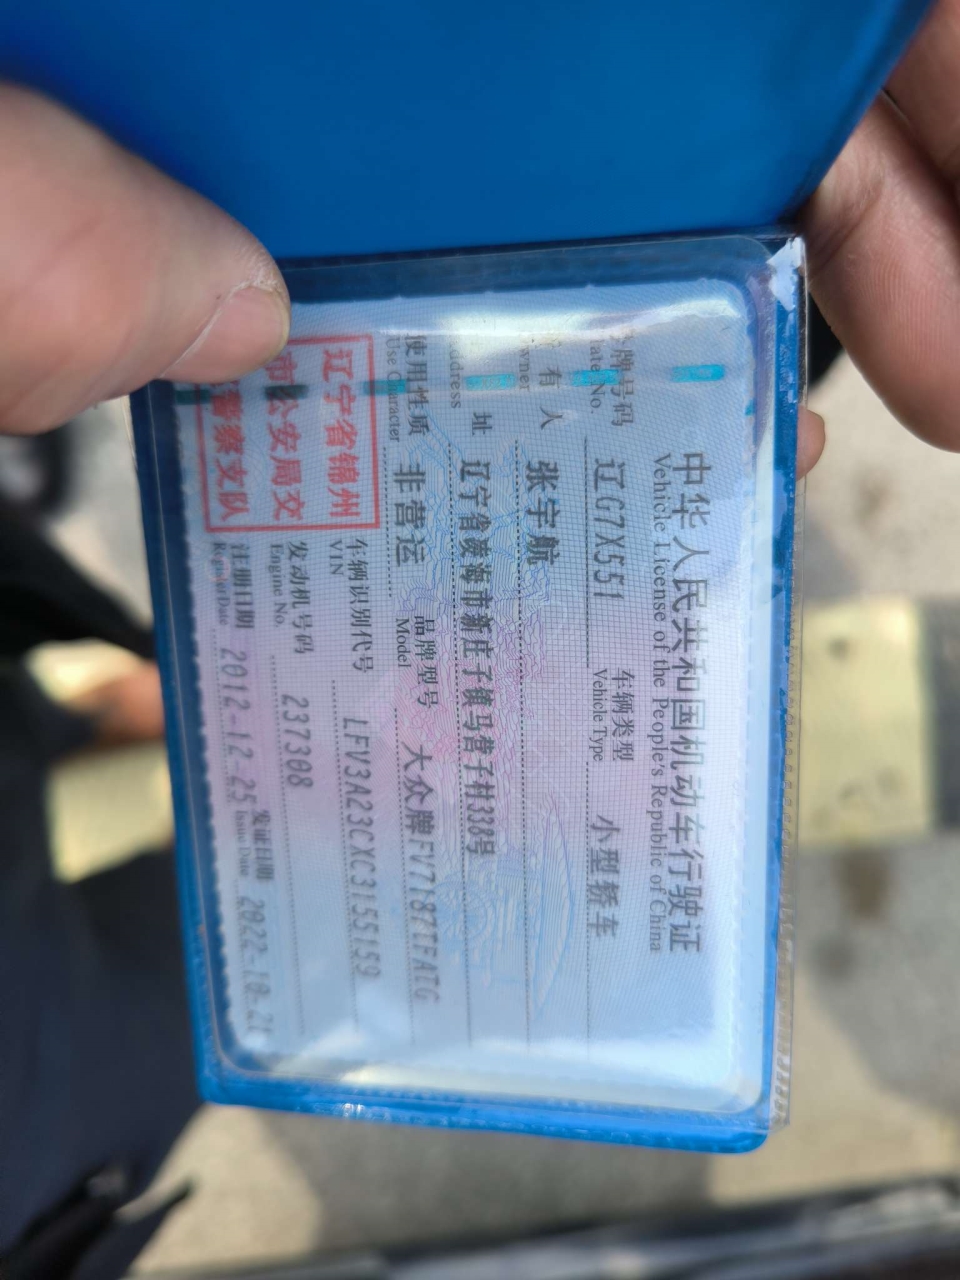 中华人民共和国机动车行驶证
Vehicle License of the People's Republic of China
牌号码 辽G7X551 车辆类型 小型轿车
late No. Vehicle Type
有人 张宇航
wner
址 辽宁省凌海市新庄子镇马营子村338号
ddress
使用性质 非营运 品牌型号 大众牌FV7187TFATG
Use Character Model
辽宁省锦州
市公安局交
警察支队
车辆识别代号 LFV3A23CXC3155159
VIN
发动机号码 237308
Engine No.
注册日期 2012-12-25 发证日期 2022-10-21
Register Date Issue Date